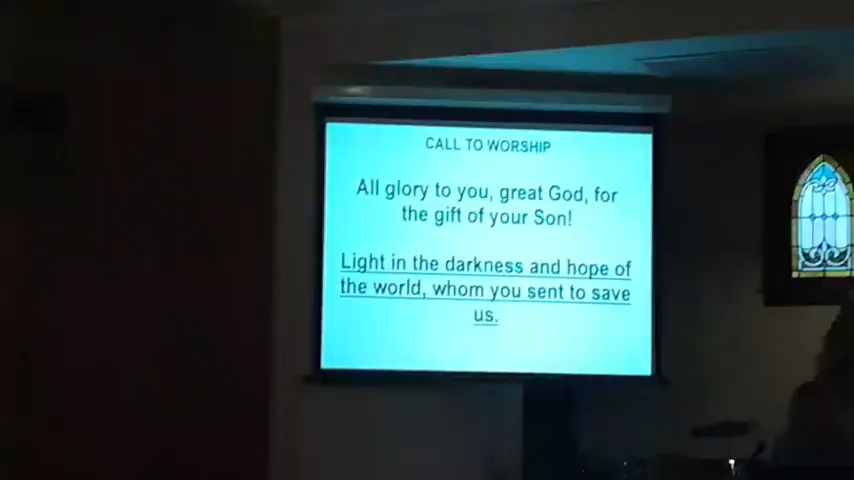 CALL TO WORSHIP
All glory to you, great God, for
the gift of your Son!
Light in the darkness and hope of
the world, whom you sent to save
us.